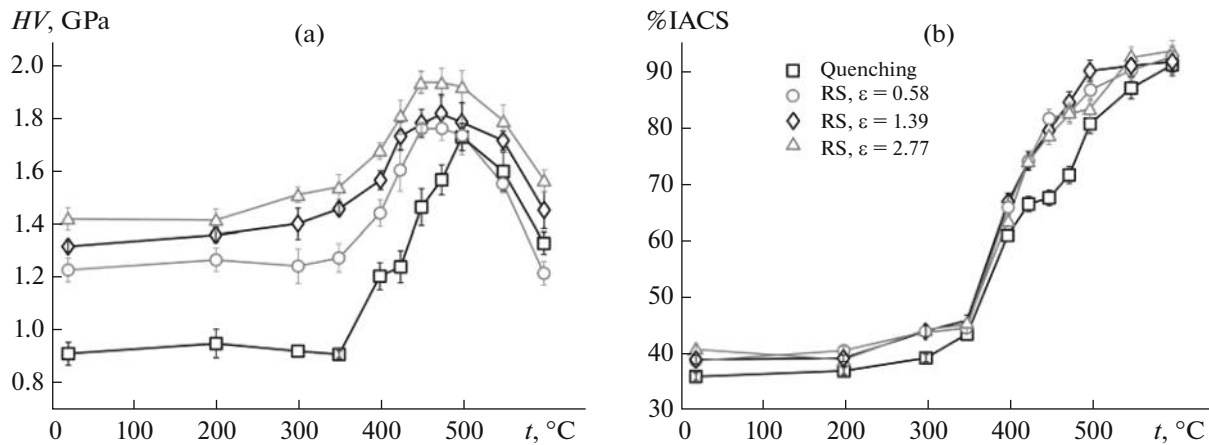 HV, GPa
(a)
2.0
1.8
1.6
1.4
1.2
1.0
0.8
0 100 200 300 400 500 t, °C
%IACS
(b)
90
80
70
60
50
40
30
0 100 200 300 400 500 t, °C
Quenching
RS, ε = 0.58
RS, ε = 1.39
RS, ε = 2.77